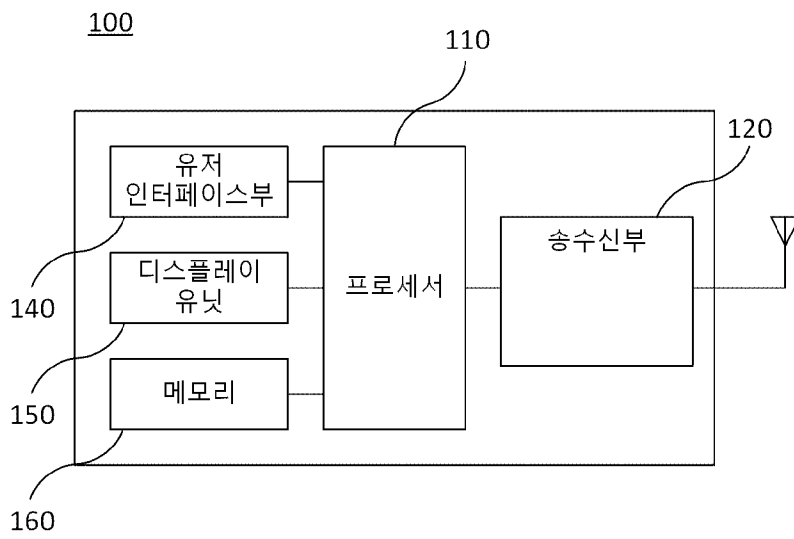 100
110
120
유저
인터페이스부
송수신부
디스플레이
유닛
프로세서
140
메모리
150
160